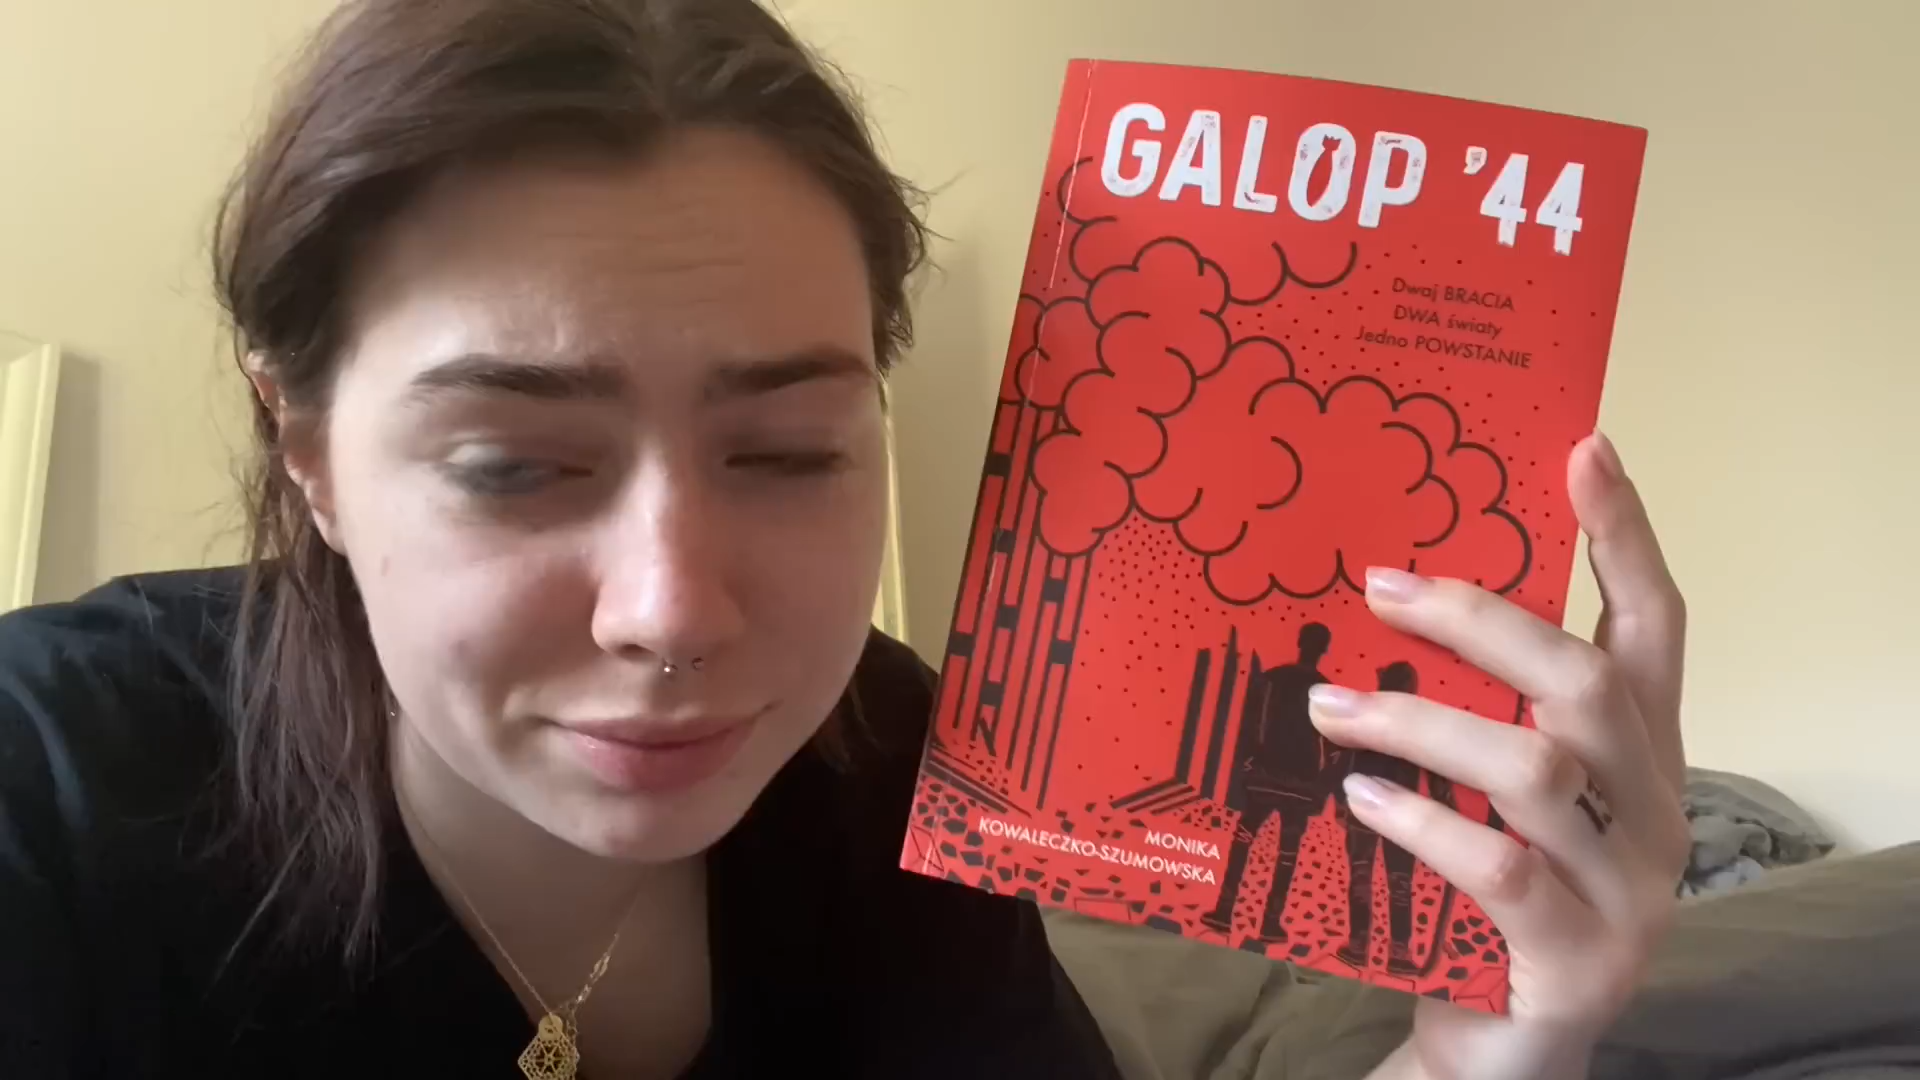 GALOP '44
Dwaj BRACIA
DWA światy
Jedno POWSTANIE
MONIKA
KOWALECZKO-SZUMOWSKA